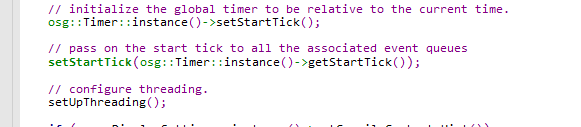 // initialize the global timer to be relative to the current time.
osg::Timer::instance()->setStartTick();
// pass on the start tick to all the associated event queues
setStartTick(osg::Timer::instance()->getStartTick());
// configure threading.
setUpThreading();